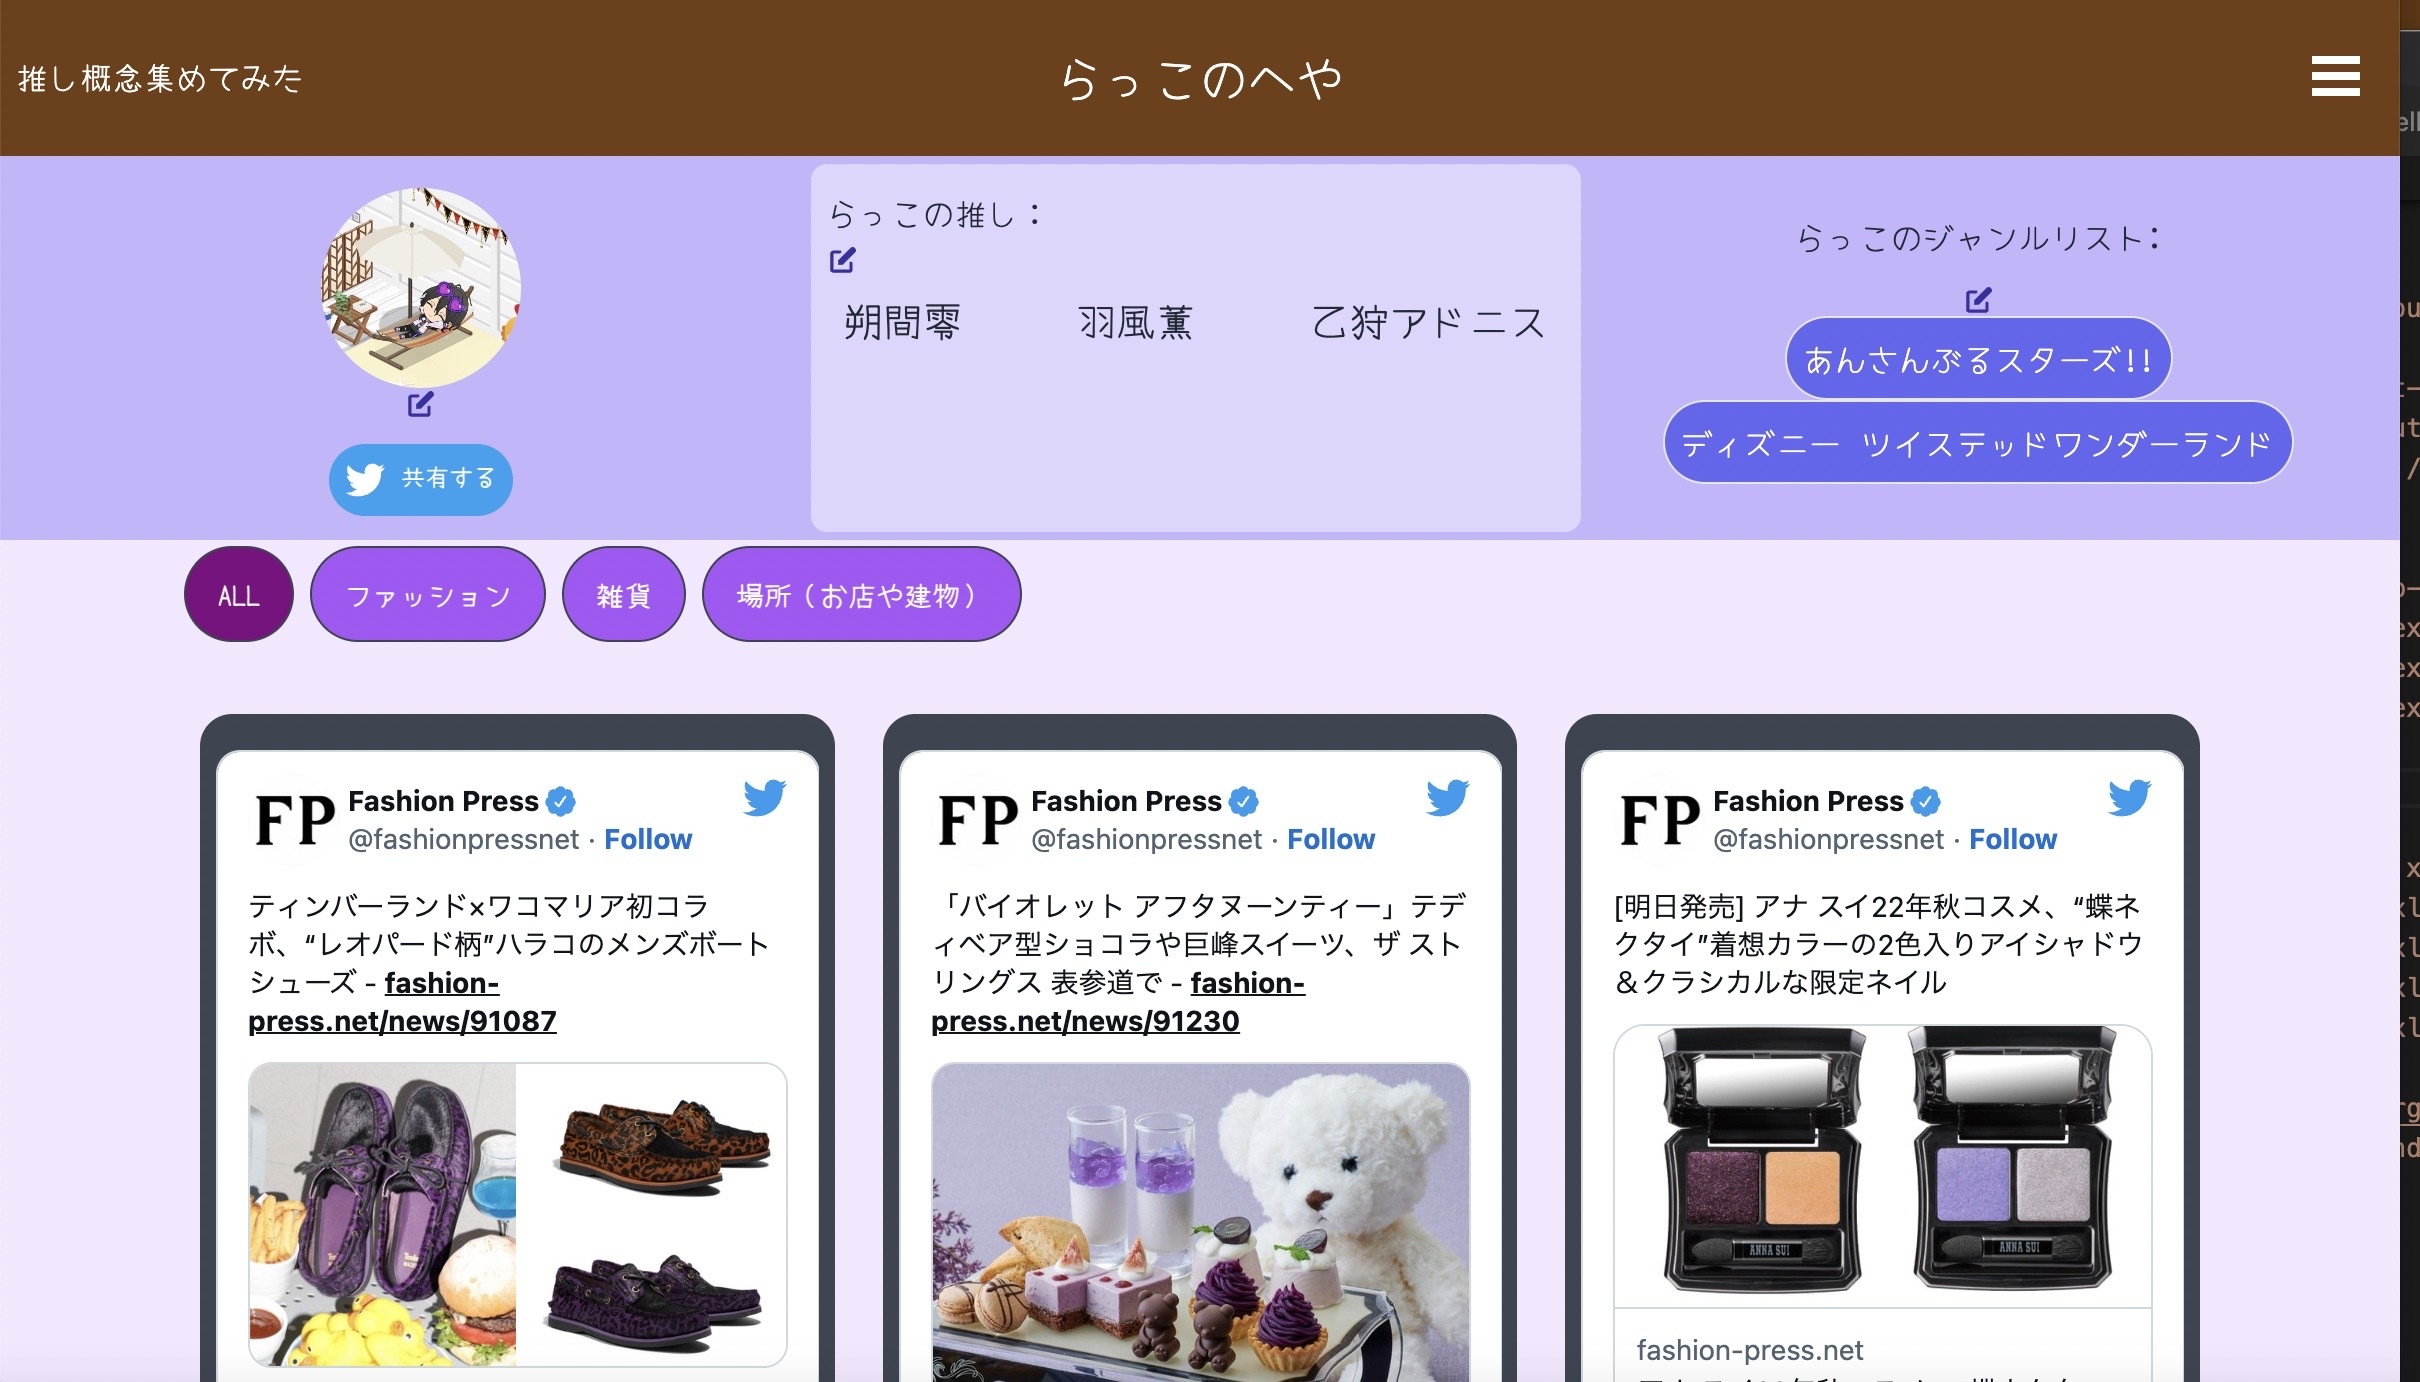 推し概念集めてみた
らっこのへや
らっこの推し：
朔間零 羽風薫 乙狩アドニス
らっこのジャンルリスト：
あんさんぶるスターズ!!
ディズニー ツイステッドワンダーランド
共有する
ALL
ファッション
雑貨
場所（お店や建物）
FP
Fashion Press
@fashionpressnet · Follow
ティンバーランド×ワコマリア初コラ
ボ、“レオパード柄”ハラコのメンズボート
シューズ - fashion-
press.net/news/91087
FP
Fashion Press
@fashionpressnet · Follow
「バイオレット アフタヌーンティー」テデ
ィベア型ショコラや巨峰スイーツ、ザ スト
リングス 表参道で - fashion-
press.net/news/91230
FP
Fashion Press
@fashionpressnet · Follow
[明日発売] アナ スイ22年秋コスメ、“蝶ネ
クタイ”着想カラーの2色入りアイシャドウ
＆クラシカルな限定ネイル
ANNA SUI
ANNA SUI
fashion-press.net